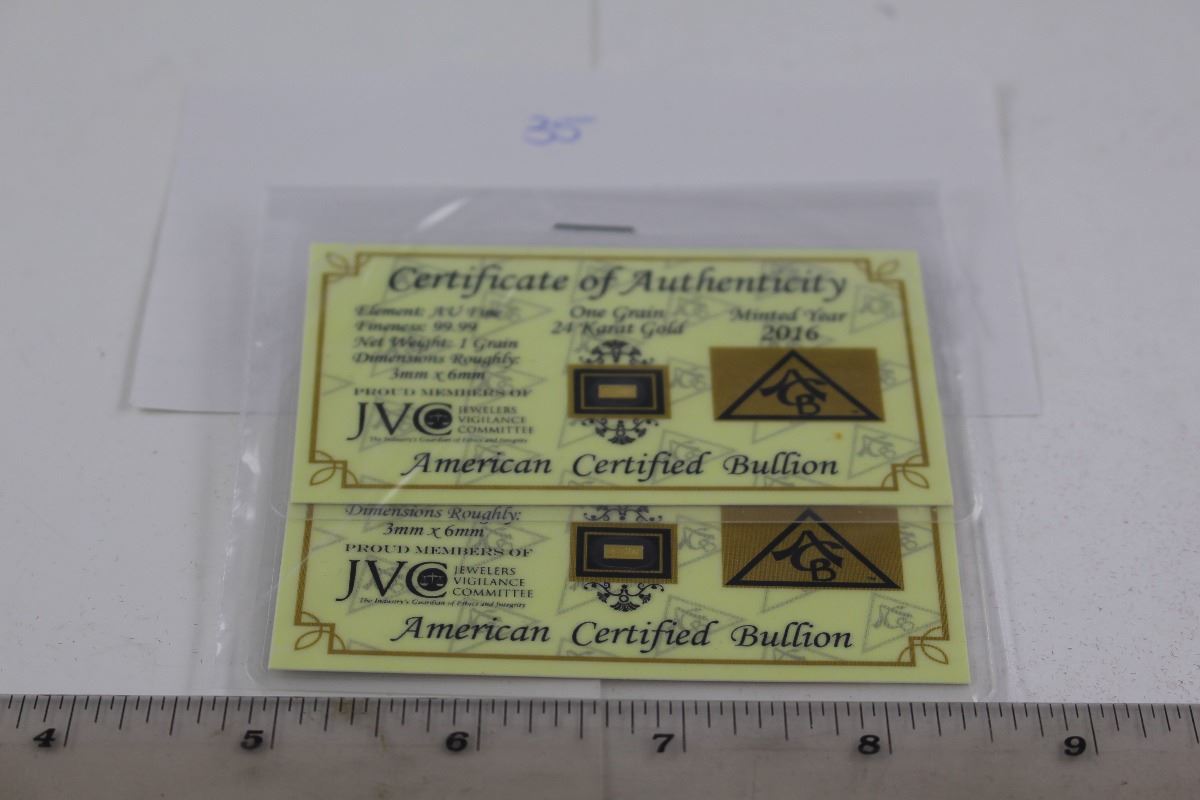 35
Certificate of Authenticity
Element: AU Fine
Fineness: 99.99
Net Weight: 1 Grain
Dimensions Roughly:
3mm x 6mm
PROUD MEMBERS OF
JVC JEWELERS
VIGILANCE
COMMITTEE
The Industry's Guardian of Ethics and Integrity
One Grain
24 Karat Gold
Minted Year
2016
ACB
American Certified Bullion
Dimensions Roughly:
3mm x 6mm
PROUD MEMBERS OF
JVC JEWELERS
VIGILANCE
COMMITTEE
The Industry's Guardian of Ethics and Integrity
ACB
American Certified Bullion
4 5 6 7 8 9